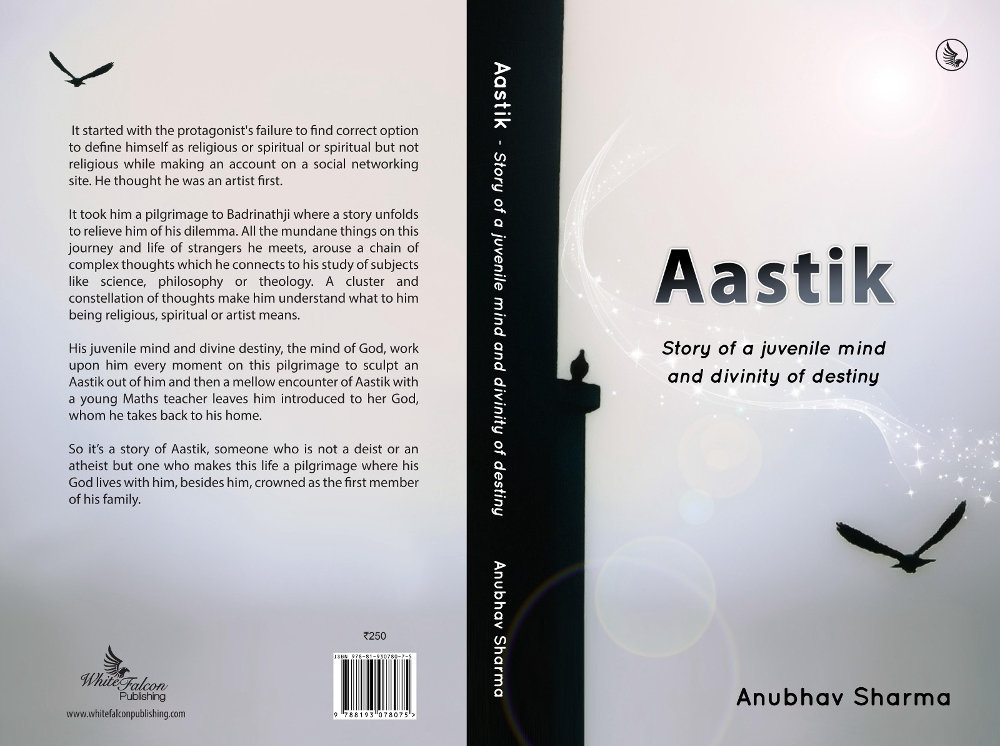 It started with the protagonist's failure to find correct option
to define himself as religious or spiritual or spiritual but not
religious while making an account on a social networking
site. He thought he was an artist first.
It took him a pilgrimage to Badrinathji where a story unfolds
to relieve him of his dilemma. All the mundane things on this
journey and life of strangers he meets, arouse a chain of
complex thoughts which he connects to his study of subjects
like science, philosophy or theology. A cluster and
constellation of thoughts make him understand what to him
being religious, spiritual or artist means.
His juvenile mind and divine destiny, the mind of God, work
upon him every moment on this pilgrimage to sculpt an
Aastik out of him and then a mellow encounter of Aastik with
a young Maths teacher leaves him introduced to her God,
whom he takes back to his home.
So it's a story of Aastik, someone who is not a deist or an
atheist but one who makes this life a pilgrimage where his
God lives with him, besides him, crowned as the first member
of his family.
White Falcon
Publishing
www.whitefalconpublishing.com
₹250
ISBN 978-81-930780-7-5
9 788193 078075 >
Aastik - Story of a juvenile mind and divinity of destiny
Anubhav Sharma
Aastik
Story of a juvenile mind
and divinity of destiny
Anubhav Sharma